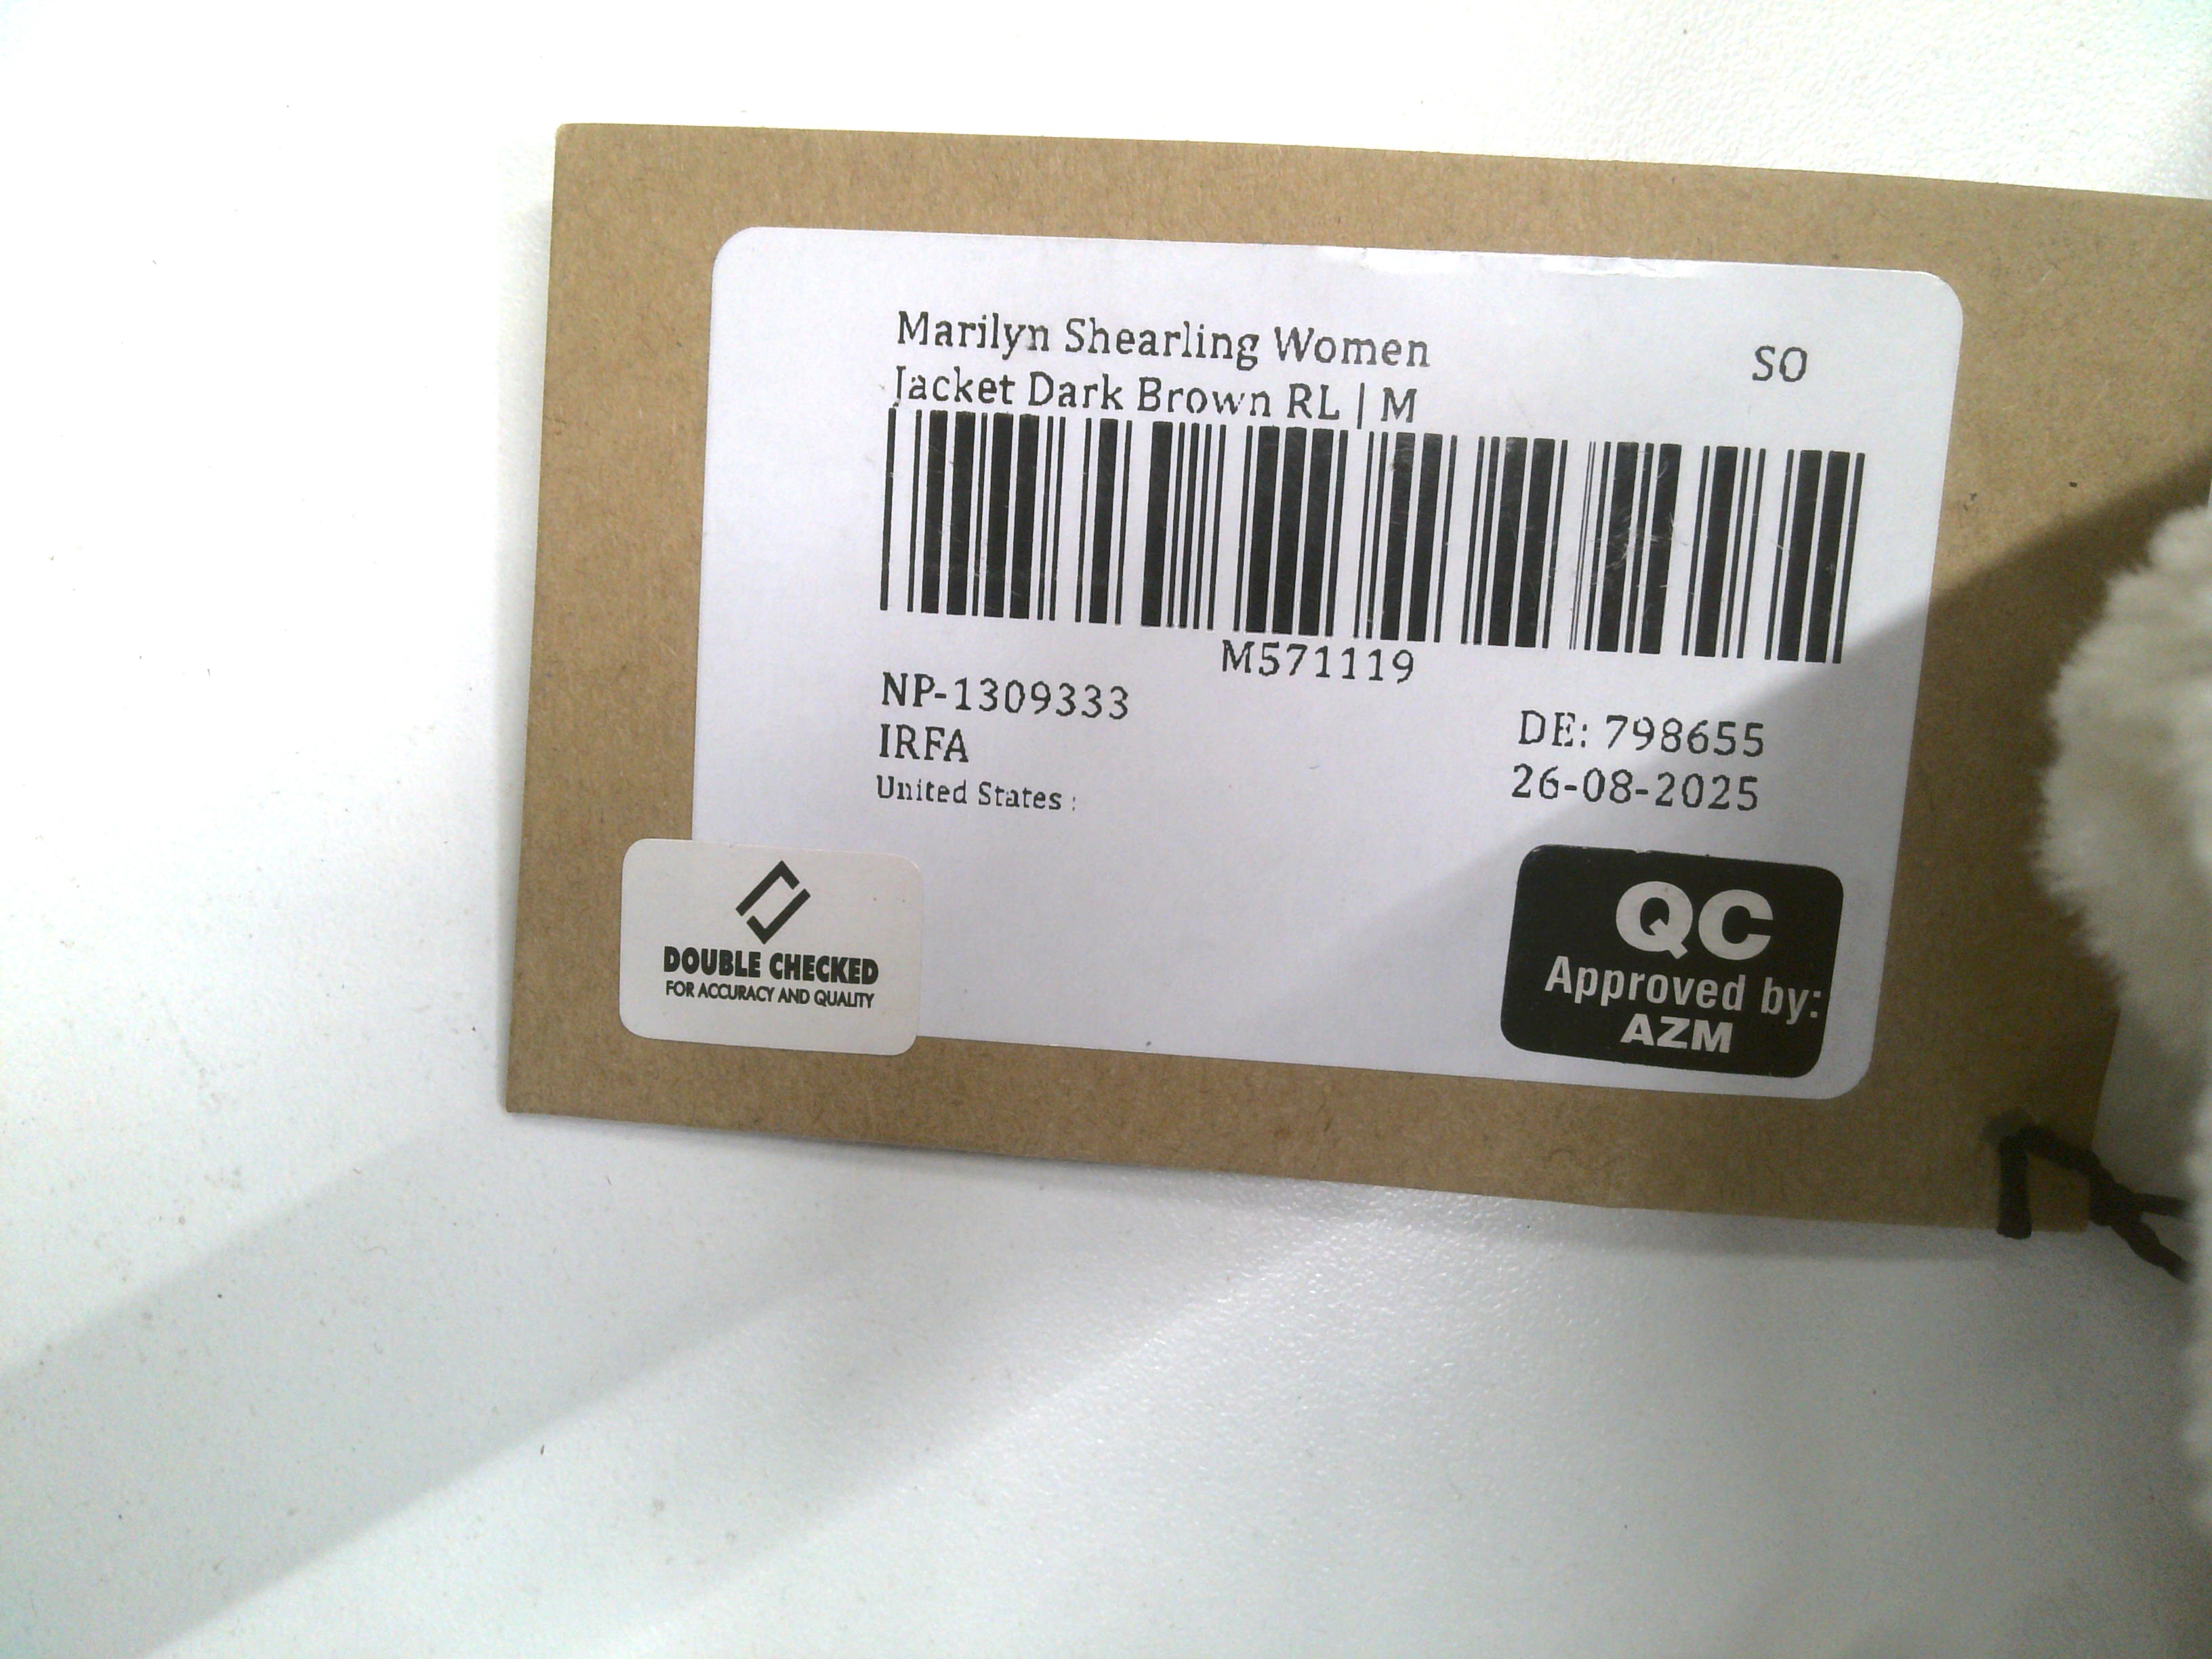 Marilyn Shearling Women
Jacket Dark Brown RL | M
SO
M571119
NP-1309333
IRFA
United States :
DE: 798655
26-08-2025
DOUBLE CHECKED
FOR ACCURACY AND QUALITY
QC
Approved by:
AZM